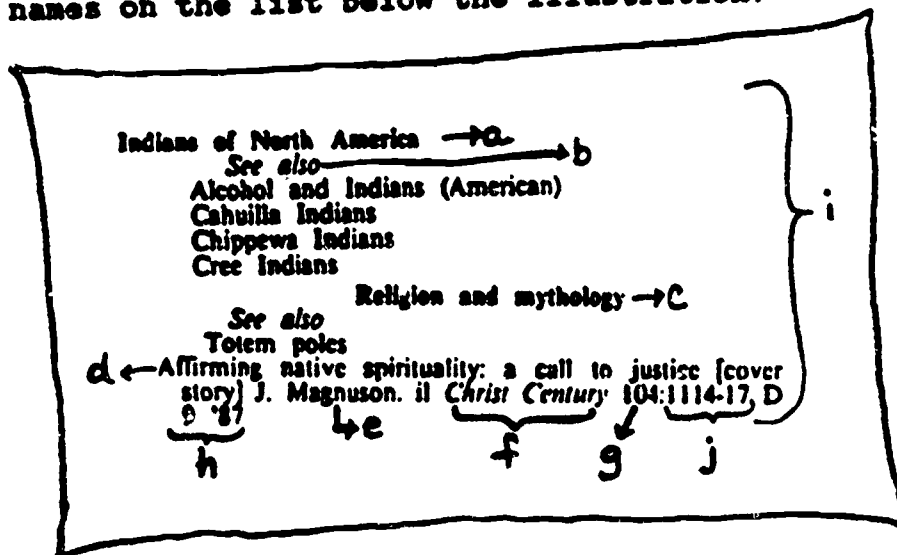 names on the list below the illustration.
Indians of North America → a
See also → b
Alcohol and Indians (American)
Cahuilla Indians
Chippewa Indians
Cree Indians
i
Religion and mythology → c
See also
Totem poles
d ← Affirming native spirituality: a call to justice [cover
story] J. Magnuson. il Christ Century 104:1114-17, D
9 '87
h e f g j